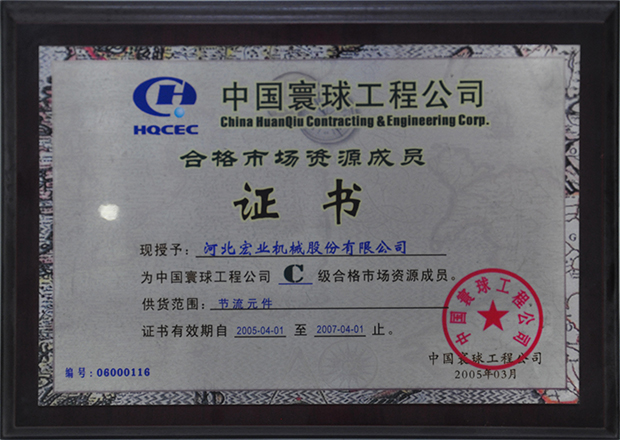 中国寰球工程公司
China HuanQiu Contracting & Engineering Corp.
HQCEC
合格市场资源成员
证书
现授予：河北宏业机械股份有限公司
为中国寰球工程公司 C 级合格市场资源成员。
供货范围：节流元件
证书有效期自 2005-04-01 至 2007-04-01 止。
中国寰球工程公司
中国寰球工程公司
2005年03月
编号：06000116
MD